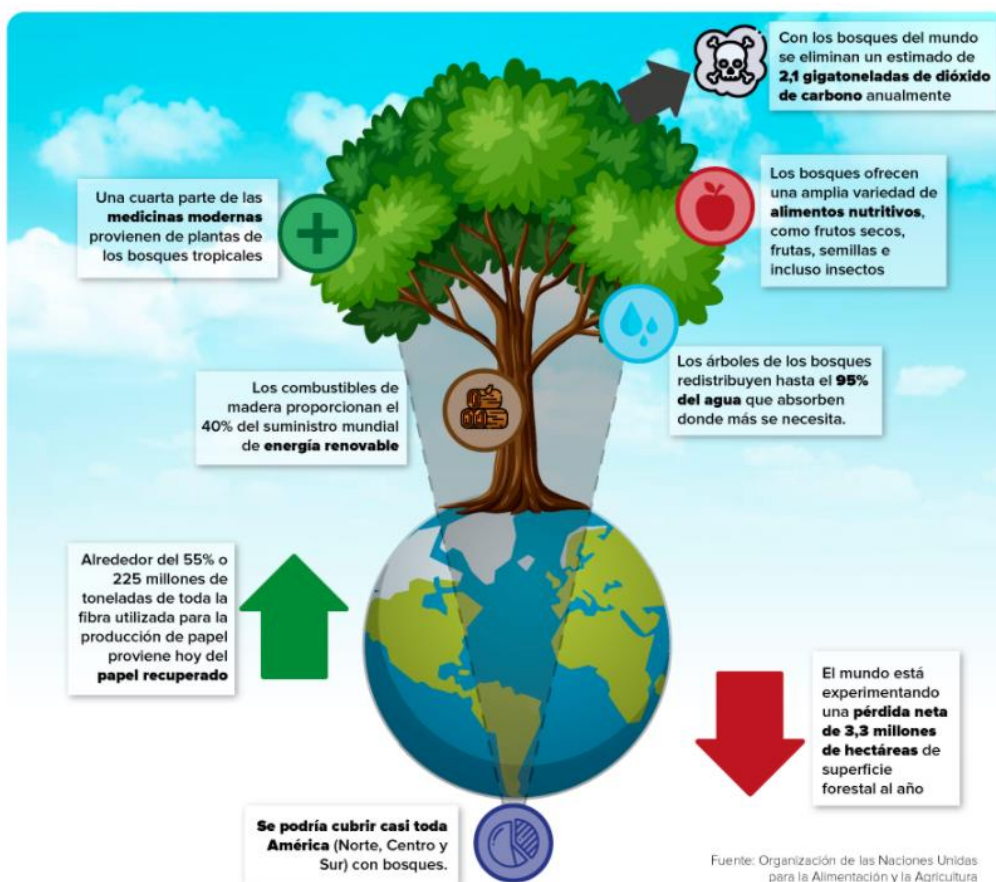 Con los bosques del mundo
se eliminan un estimado de
2,1 gigatoneladas de dióxido
de carbono anualmente
Una cuarta parte de las
medicinas modernas
provienen de plantas de
los bosques tropicales
Los bosques ofrecen
una amplia variedad de
alimentos nutritivos,
como frutos secos,
frutas, semillas e
incluso insectos
Los combustibles de
madera proporcionan el
40% del suministro mundial
de energía renovable
Los árboles de los bosques
redistribuyen hasta el 95%
del agua que absorben
donde más se necesita.
Alrededor del 55% o
225 millones de
toneladas de toda la
fibra utilizada para la
producción de papel
proviene hoy del
papel recuperado
El mundo está
experimentando
una pérdida neta
de 3,3 millones
de hectáreas de
superficie
forestal al año
Se podría cubrir casi toda
América (Norte, Centro y
Sur) con bosques.
Fuente: Organización de las Naciones Unidas
para la Alimentación y la Agricultura